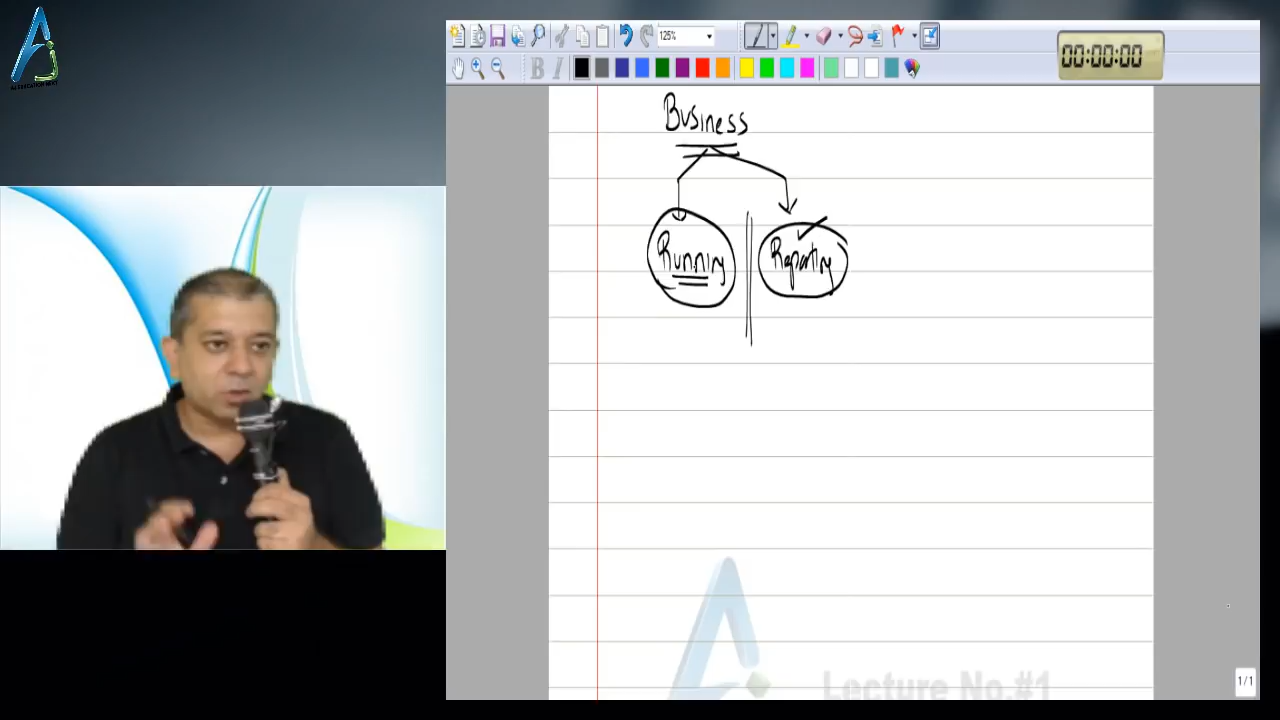 125%
00:00:00
B I
Business
Running
Reporting
Lecture No.#1
1/1